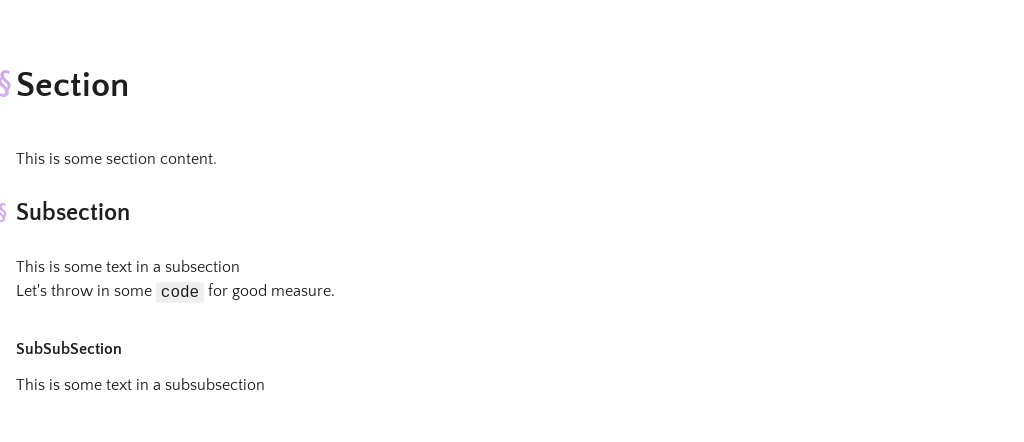 § Section
This is some section content.
§ Subsection
This is some text in a subsection
Let's throw in some code for good measure.
SubSubSection
This is some text in a subsubsection